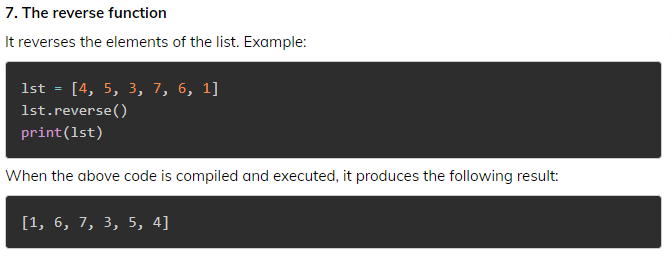 7. The reverse function
It reverses the elements of the list. Example:
lst = [4, 5, 3, 7, 6, 1]
lst.reverse()
print(lst)
When the above code is compiled and executed, it produces the following result:
[1, 6, 7, 3, 5, 4]